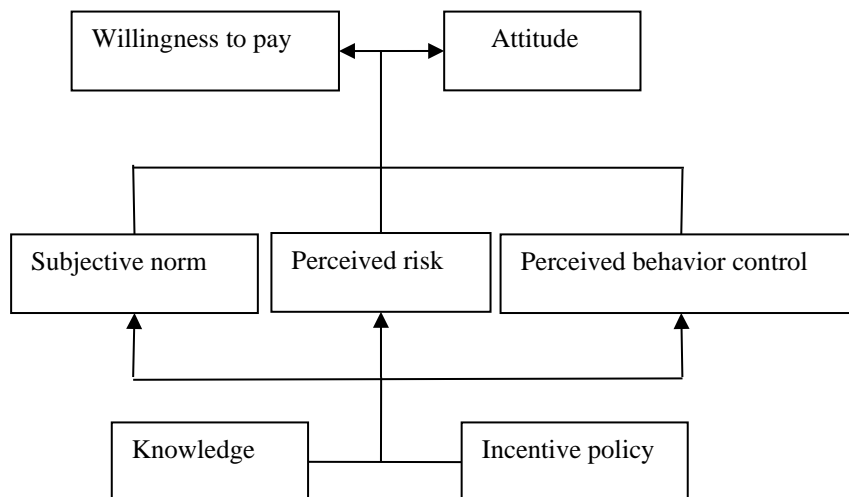 Willingness to pay
Attitude
Subjective norm
Perceived risk
Perceived behavior control
Knowledge
Incentive policy